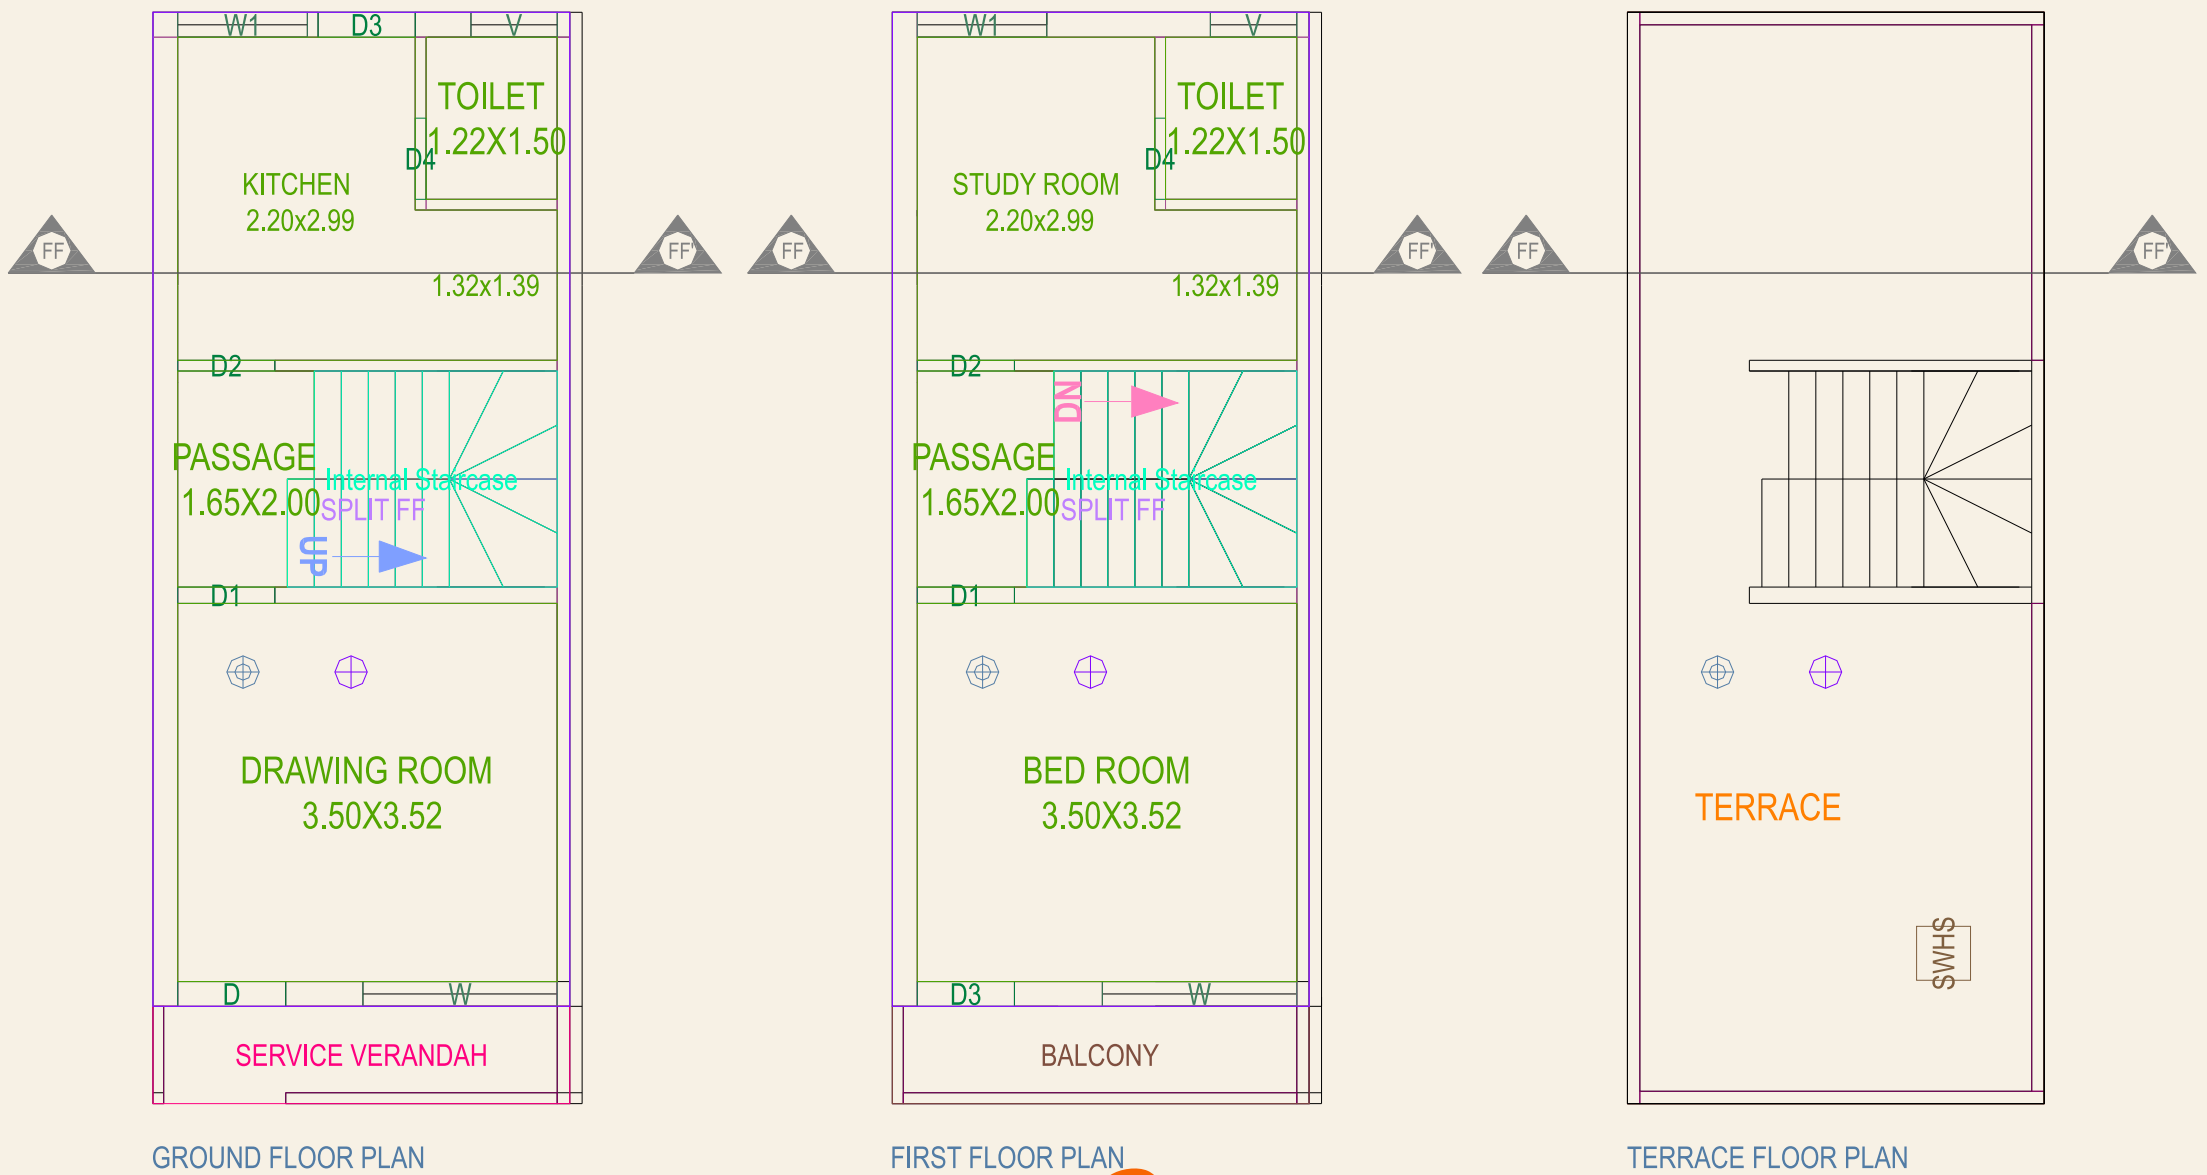 W1
D3
V
TOILET
1.22X1.50
D4
KITCHEN
2.20x2.99
FF
FF'
1.32x1.39
D2
PASSAGE
1.65X2.00
Internal Staircase
SPLIT FF
UP
D1
DRAWING ROOM
3.50X3.52
D
W
SERVICE VERANDAH
GROUND FLOOR PLAN
W1
V
TOILET
1.22X1.50
D4
STUDY ROOM
2.20x2.99
FF
FF'
1.32x1.39
D2
DN
PASSAGE
1.65X2.00
Internal Staircase
SPLIT FF
D1
BED ROOM
3.50X3.52
D3
W
BALCONY
FIRST FLOOR PLAN
FF
FF'
TERRACE
SWHS
TERRACE FLOOR PLAN